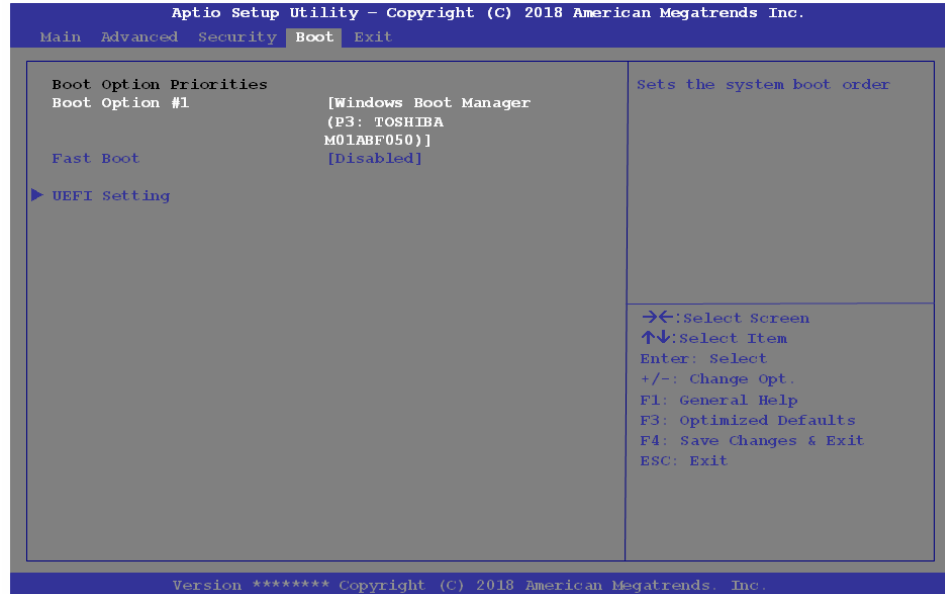 Aptio Setup Utility – Copyright (C) 2018 American Megatrends Inc.
Main Advanced Security Boot Exit
Boot Option Priorities
Boot Option #1 [Windows Boot Manager
(P3: TOSHIBA
M01ABF050)]
Fast Boot [Disabled]
▶ UEFI Setting
Sets the system boot order
→←:Select Screen
↑↓:Select Item
Enter: Select
+/-: Change Opt.
F1: General Help
F3: Optimized Defaults
F4: Save Changes & Exit
ESC: Exit
Version ******** Copyright (C) 2018 American Megatrends. Inc.